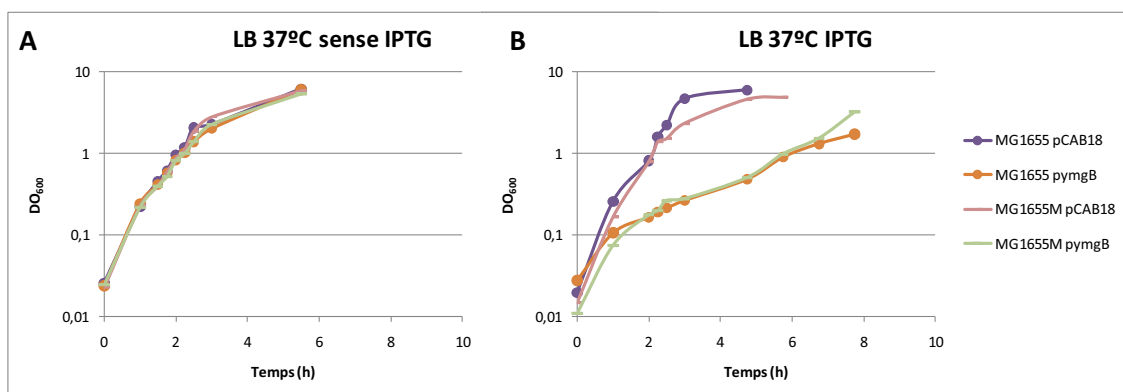 A
LB 37ºC sense IPTG
DO600
10
1
0,1
0,01
0 2 4 6 8 10
Temps (h)
B
LB 37ºC IPTG
DO600
10
1
0,1
0,01
0 2 4 6 8 10
Temps (h)
MG1655 pCAB18
MG1655 pymgB
MG1655M pCAB18
MG1655M pymgB